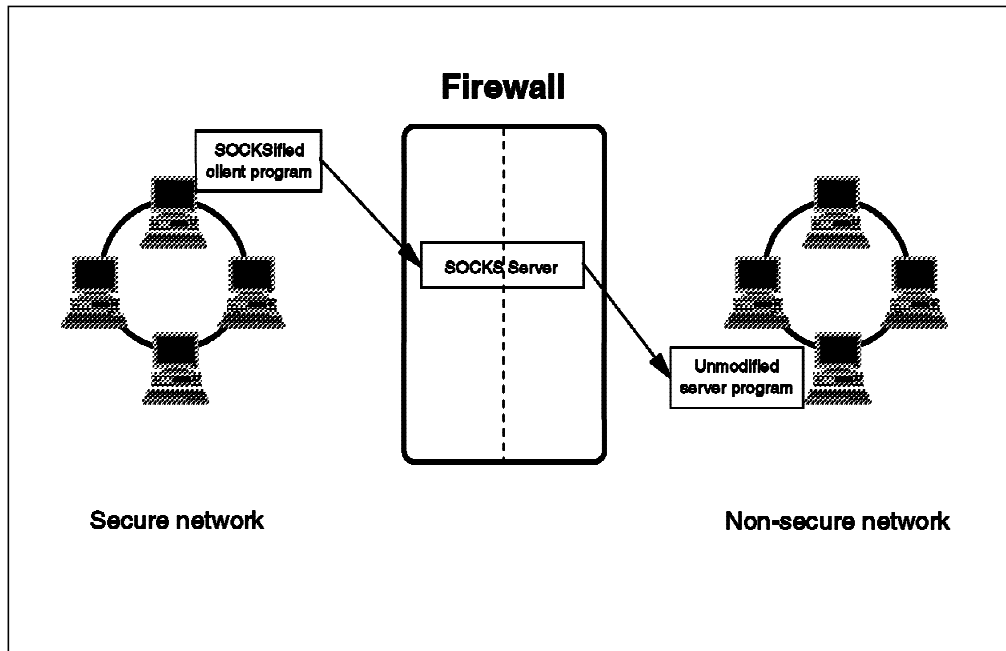 Firewall
SOCKSified
client program
SOCKS Server
Unmodified
server program
Secure network
Non-secure network